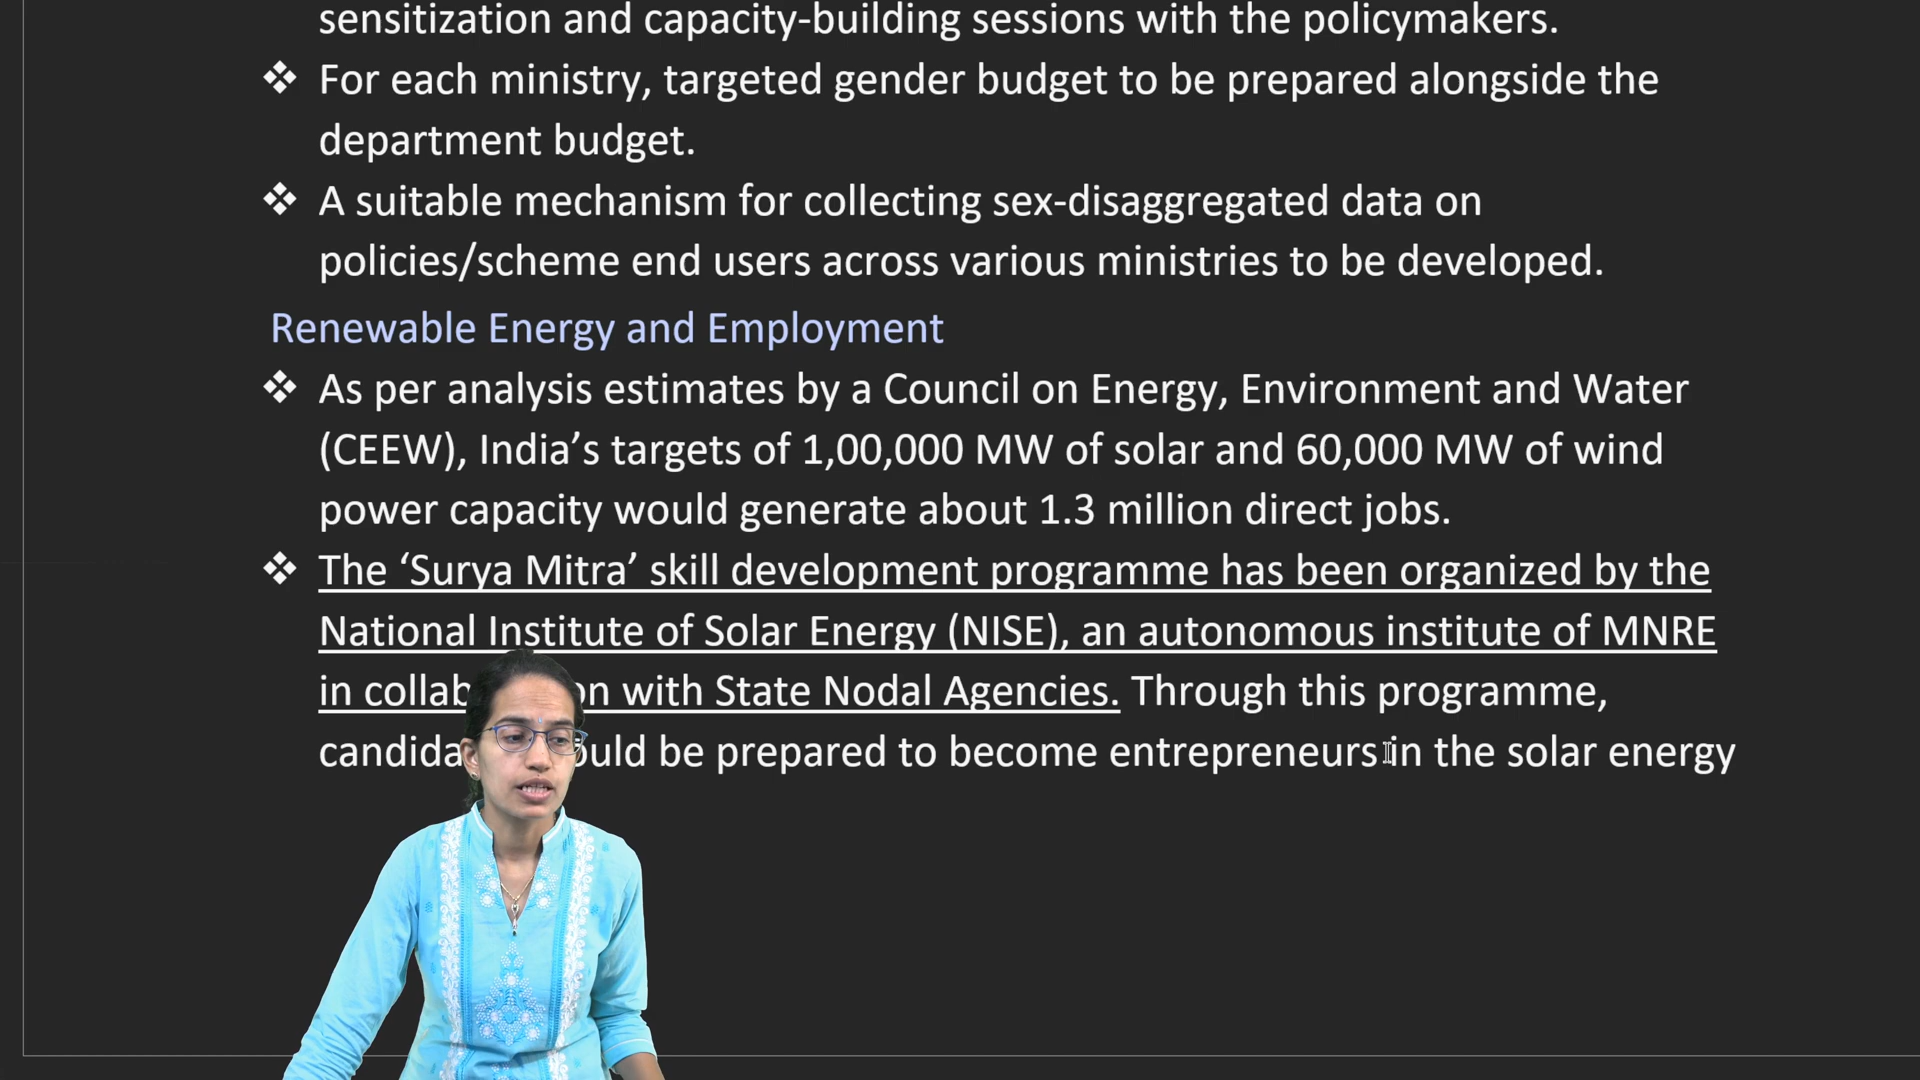 sensitization and capacity-building sessions with the policymakers.
❖ For each ministry, targeted gender budget to be prepared alongside the
department budget.
❖ A suitable mechanism for collecting sex-disaggregated data on
policies/scheme end users across various ministries to be developed.
Renewable Energy and Employment
❖ As per analysis estimates by a Council on Energy, Environment and Water
(CEEW), India’s targets of 1,00,000 MW of solar and 60,000 MW of wind
power capacity would generate about 1.3 million direct jobs.
❖ The ‘Surya Mitra’ skill development programme has been organized by the
National Institute of Solar Energy (NISE), an autonomous institute of MNRE
in with State Nodal Agencies. Through this programme,
be prepared to become entrepreneurs in the solar energy